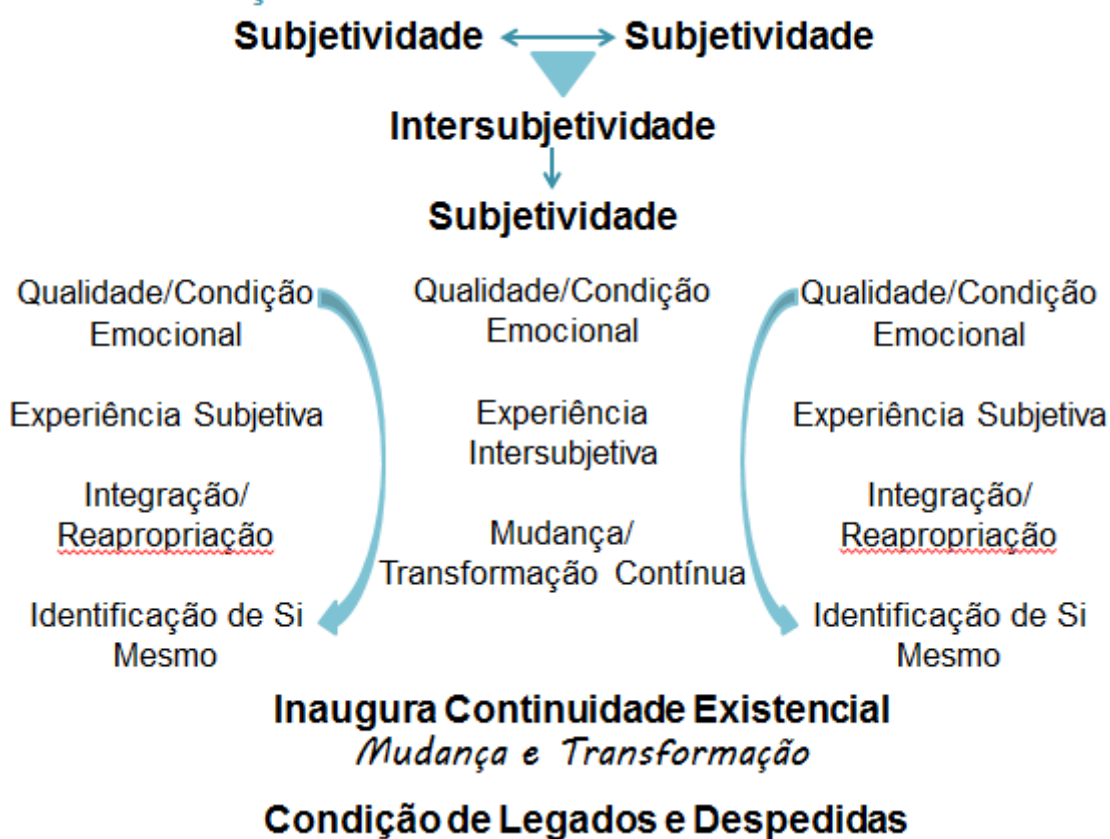 Subjetividade Subjetividade
Intersubjetividade
Subjetividade
Qualidade/Condição
Emocional
Experiência Subjetiva
Integração/
Reapropriação
Identificação de Si
Mesmo
Qualidade/Condição
Emocional
Experiência
Intersubjetiva
Mudança/
Transformação Contínua
Qualidade/Condição
Emocional
Experiência Subjetiva
Integração/
Reapropriação
Identificação de Si
Mesmo
Inaugura Continuidade Existencial
Mudança e Transformação
Condição de Legados e Despedidas